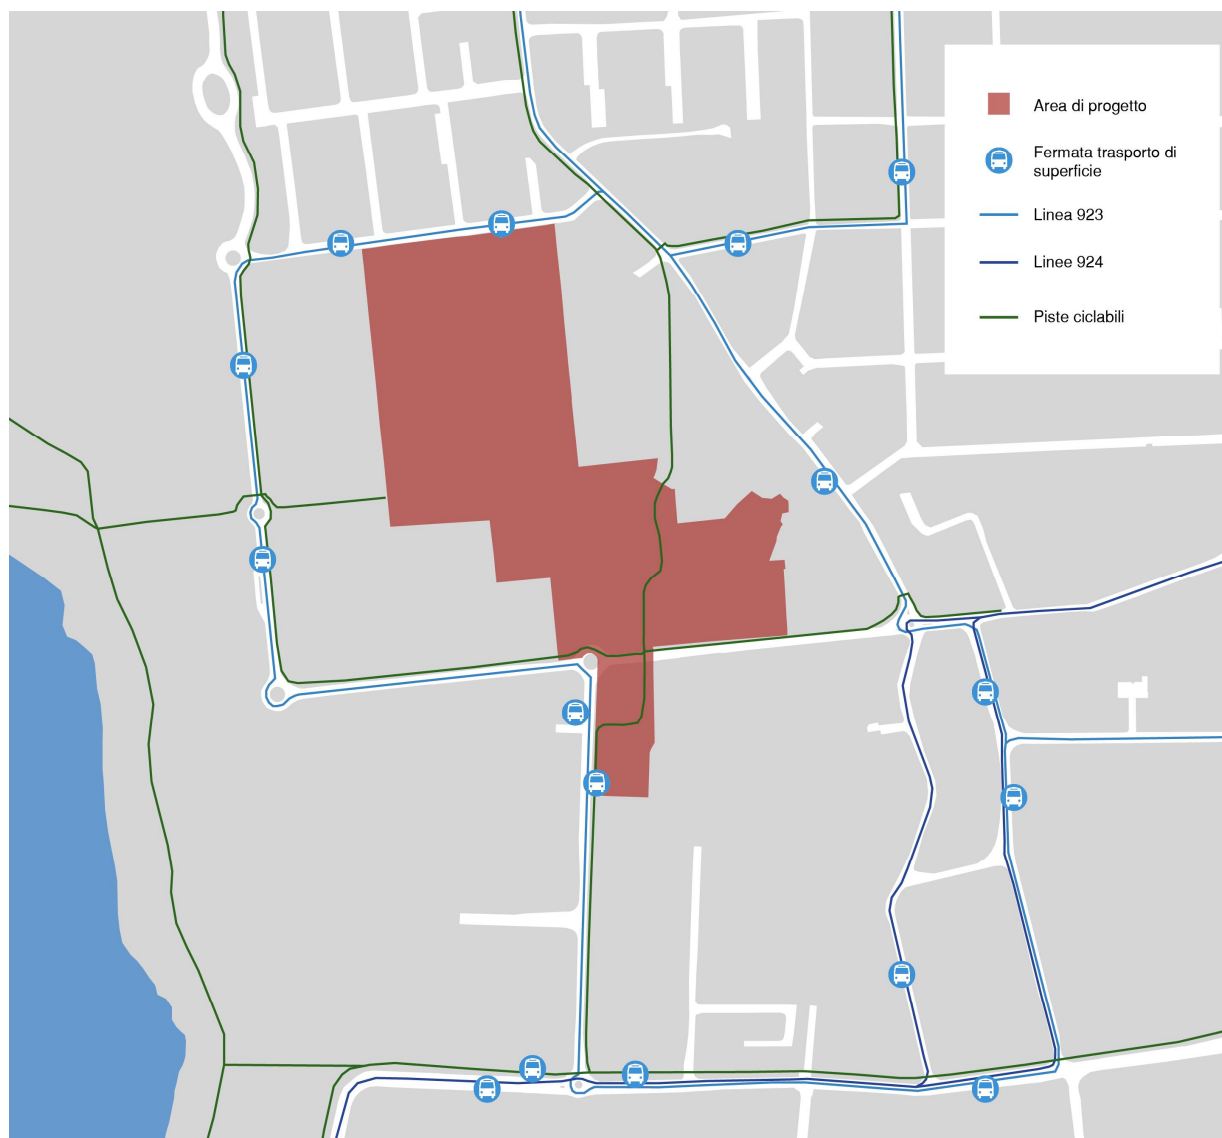 Area di progetto
Fermata trasporto di
superficie
Linea 923
Linee 924
Piste ciclabili